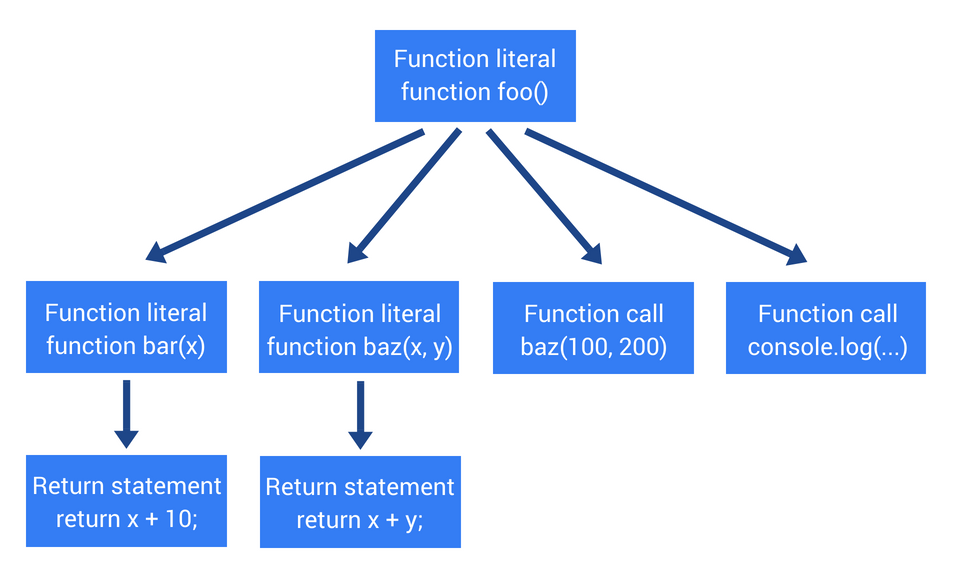 Function literal
function foo()
Function literal
function bar(x)
Function literal
function baz(x, y)
Function call
baz(100, 200)
Function call
console.log(...)
Return statement
return x + 10;
Return statement
return x + y;